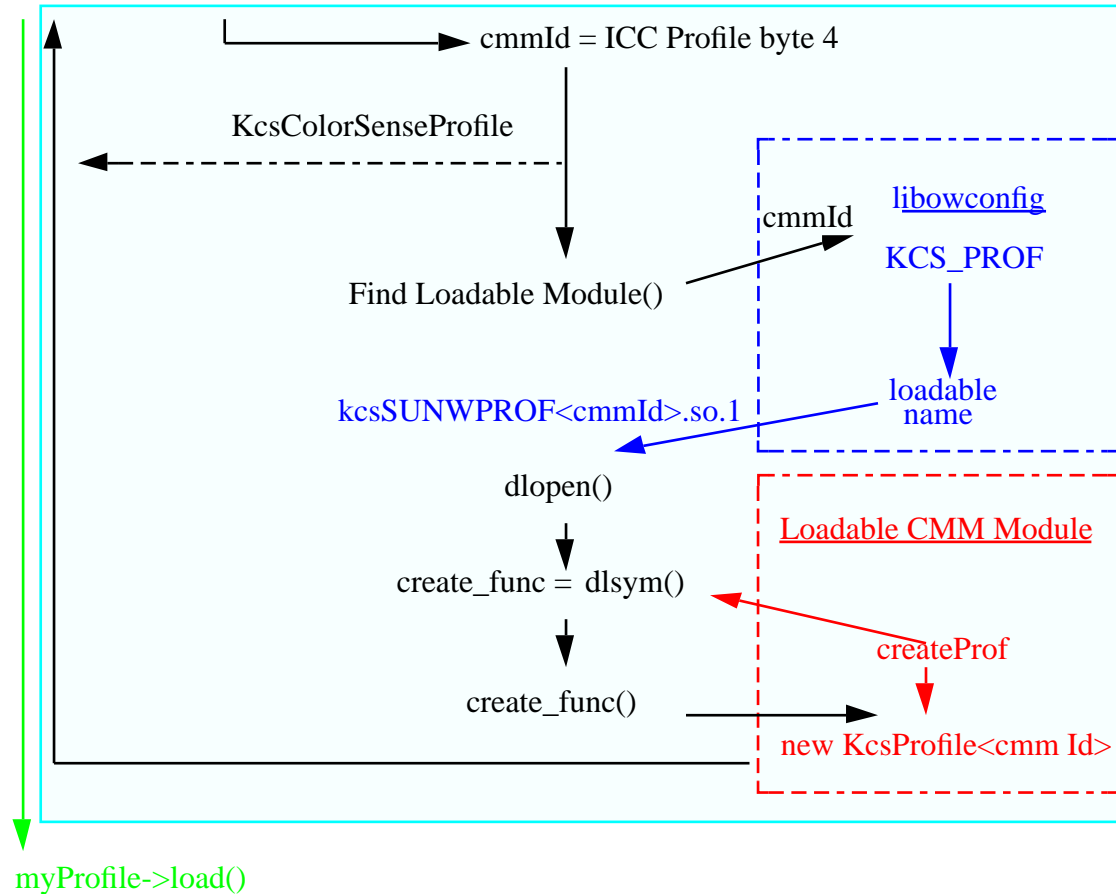 cmmId = ICC Profile byte 4
KcsColorSenseProfile
libowconfig
cmmId
KCS_PROF
Find Loadable Module()
loadable
name
kcsSUNWPROF<cmmId>.so.1
dlopen()
Loadable CMM Module
create_func = dlsym()
createProf
create_func()
new KcsProfile<cmm Id>
myProfile->load()